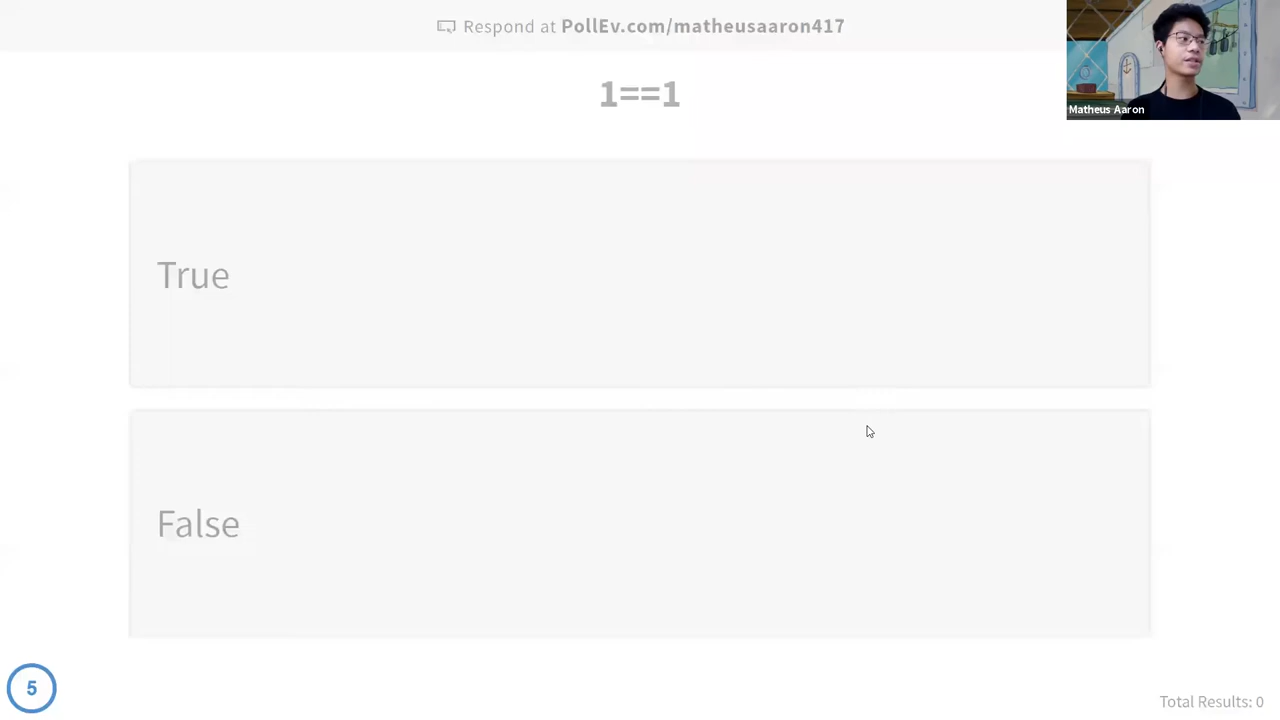 Respond at PollEv.com/matheusaaron417
1==1
Matheus Aaron
True
False
5
Total Results: 0